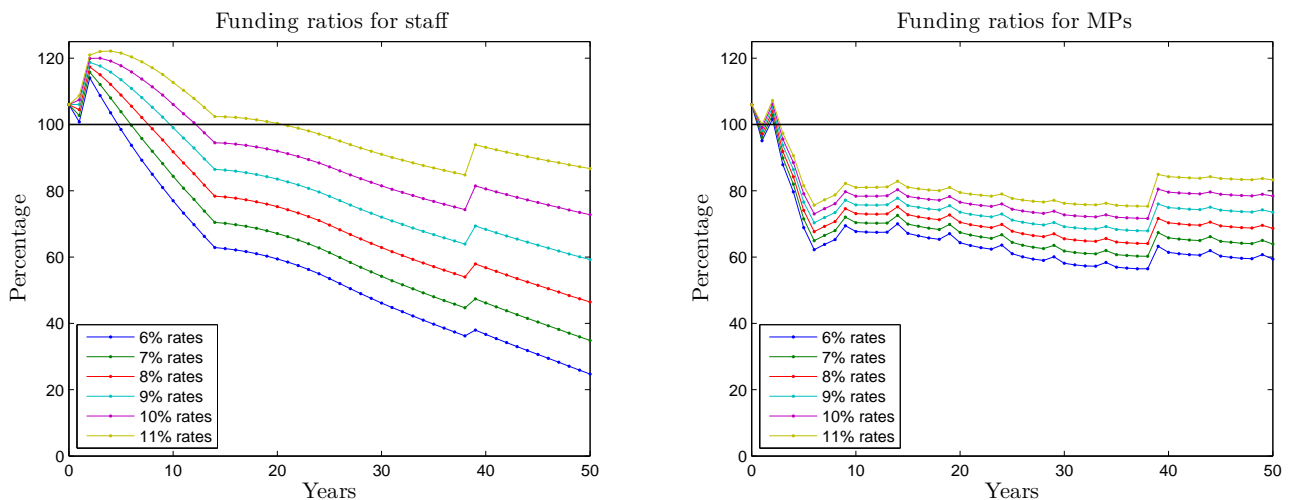 Funding ratios for staff
120
100
80
60
40
20
0
Percentage
6% rates
7% rates
8% rates
9% rates
10% rates
11% rates
0 10 20 30 40 50
Years
Funding ratios for MPs
120
100
80
60
40
20
0
Percentage
6% rates
7% rates
8% rates
9% rates
10% rates
11% rates
0 10 20 30 40 50
Years